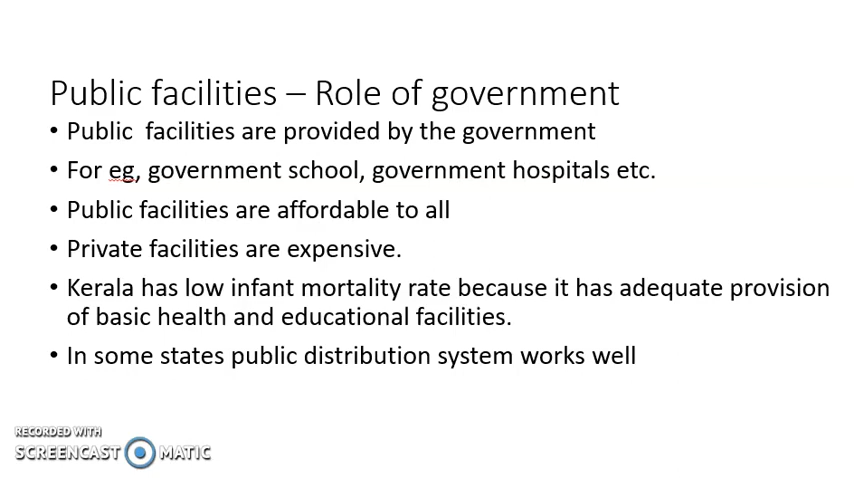 Public facilities – Role of government
• Public  facilities are provided by the government
• For eg, government school, government hospitals etc.
• Public facilities are affordable to all
• Private facilities are expensive.
• Kerala has low infant mortality rate because it has adequate provision
of basic health and educational facilities.
• In some states public distribution system works well
RECORDED WITH
SCREENCAST MATIC